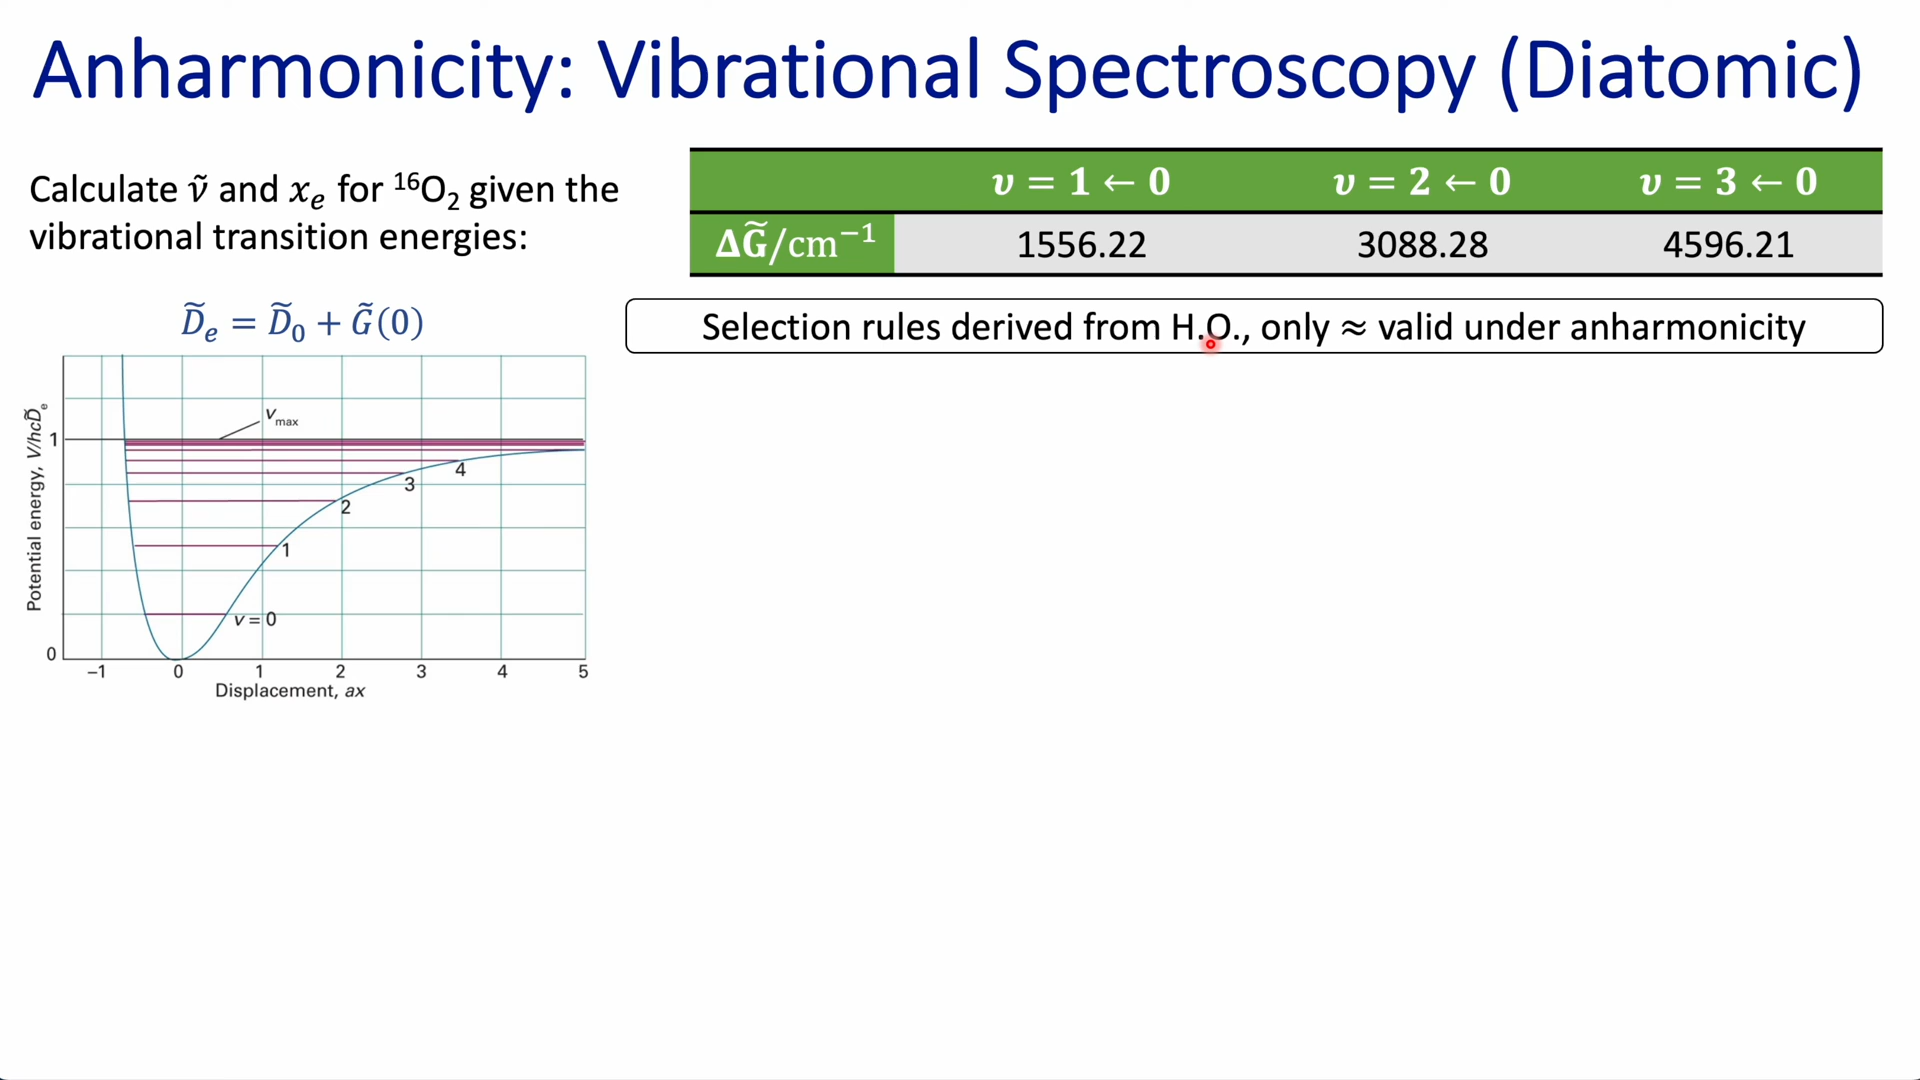 Anharmonicity: Vibrational Spectroscopy (Diatomic)
Calculate ν̃ and xₑ for ¹⁶O₂ given the
vibrational transition energies:
υ = 1 ← 0 υ = 2 ← 0 υ = 3 ← 0
ΔG̃/cm⁻¹ 1556.22 3088.28 4596.21
Selection rules derived from H.O., only ≈ valid under anharmonicity
D̃ₑ = D̃₀ + G̃(0)
Potential energy, V/hcD̃ₑ
1
0
vmax
4
3
2
1
v = 0
–1 0 1 2 3 4 5
Displacement, ax